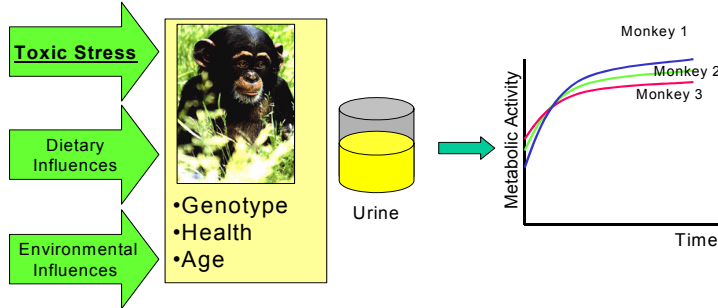 Toxic Stress
Dietary
Influences
Environmental
Influences
•Genotype
•Health
•Age
Urine
Metabolic Activity
Monkey 1
Monkey 2
Monkey 3
Time